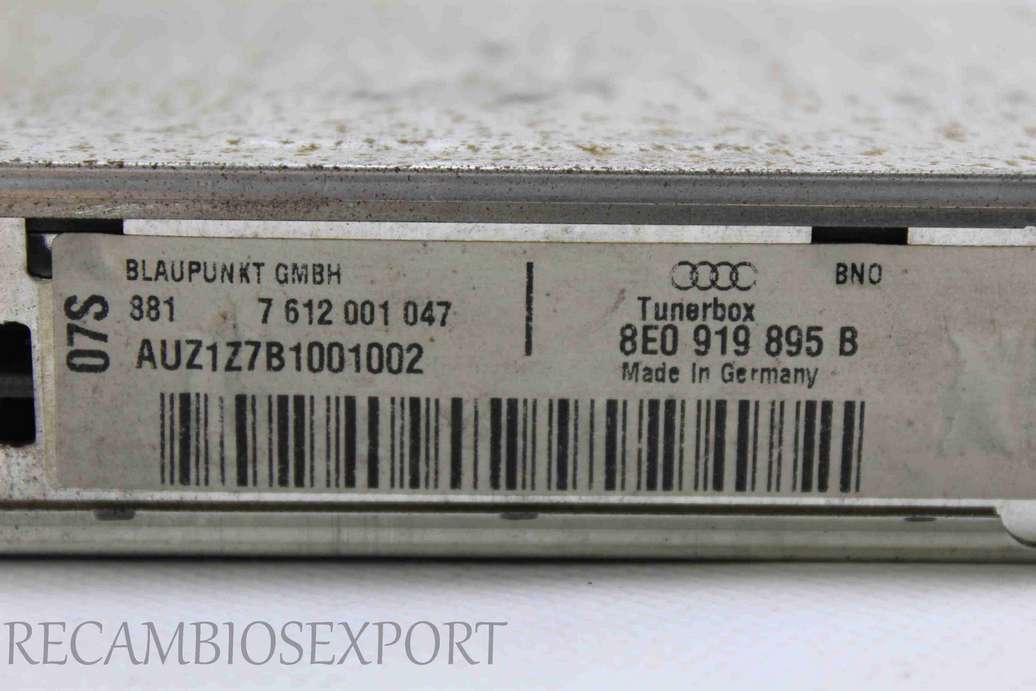 BLAUPUNKT GMBH
381 7 612 001 047
AUZ1Z7B1001002
07S
BNO
Tunerbox
8E0 919 895 B
Made In Germany
RECAMBIOSEXPORT